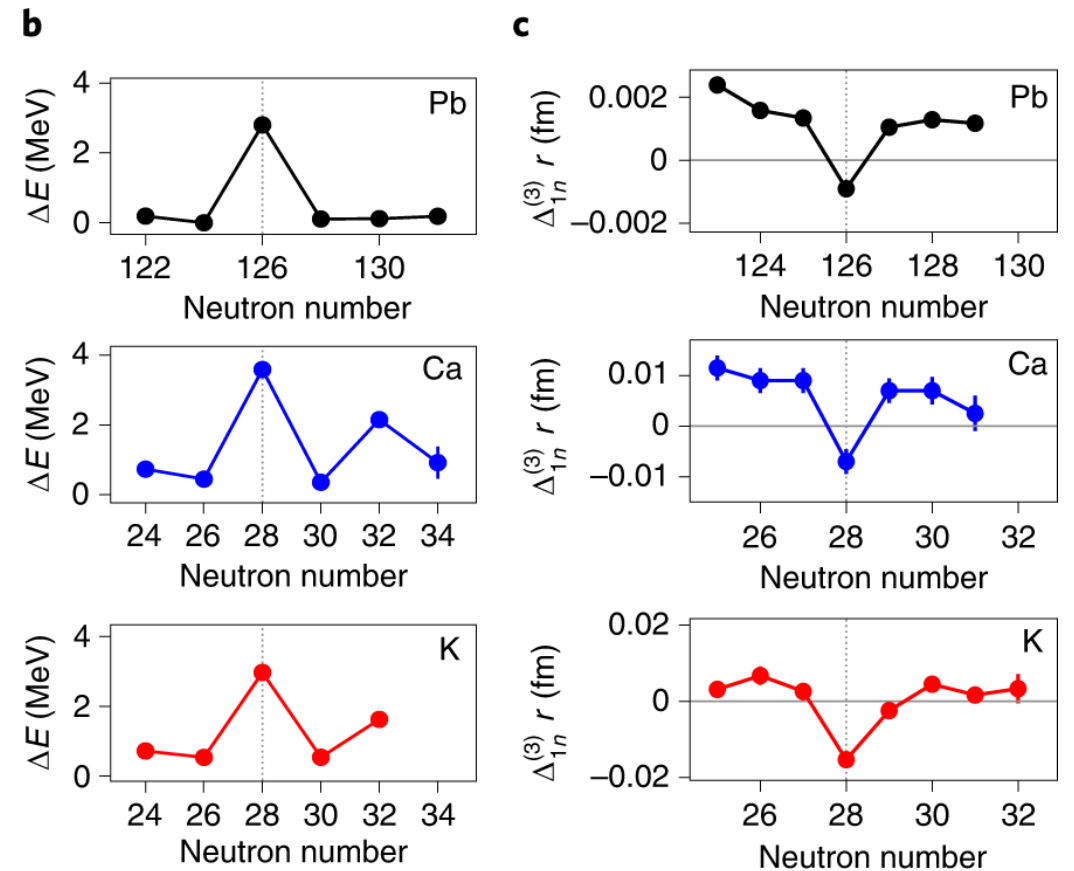 b
4
2
0
ΔE (MeV)
Pb
122 126 130
Neutron number
4
2
0
ΔE (MeV)
Ca
24 26 28 30 32 34
Neutron number
4
2
0
ΔE (MeV)
K
24 26 28 30 32 34
Neutron number
c
0.002
0
−0.002
Δ(3)1n r (fm)
Pb
124 126 128 130
Neutron number
0.01
0
−0.01
Δ(3)1n r (fm)
Ca
26 28 30 32
Neutron number
0.02
0
−0.02
Δ(3)1n r (fm)
K
26 28 30 32
Neutron number